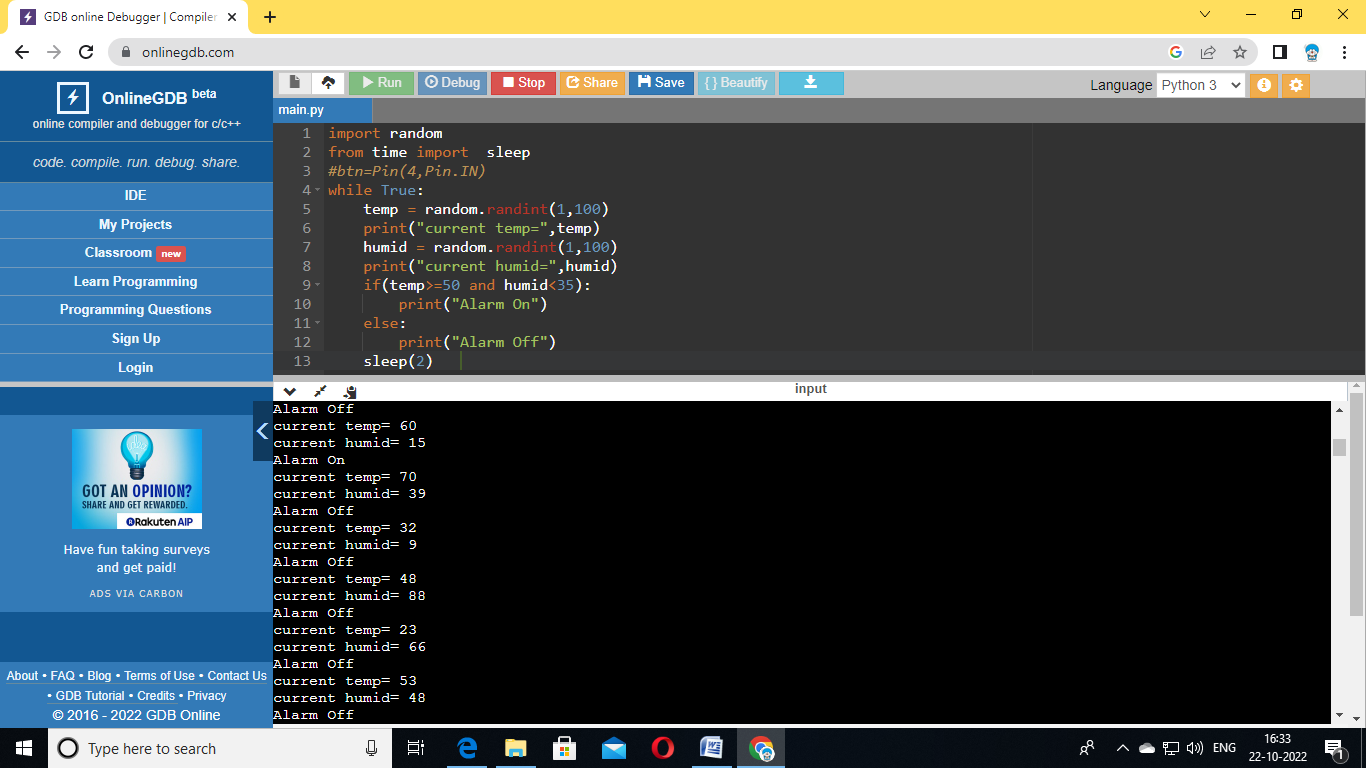 GDB online Debugger | Compiler
onlinegdb.com
OnlineGDB beta
online compiler and debugger for c/c++
code. compile. run. debug. share.
IDE
My Projects
Classroom new
Learn Programming
Programming Questions
Sign Up
Login
GOT AN OPINION?
SHARE AND GET REWARDED.
Rakuten AIP
Have fun taking surveys
and get paid!
ADS VIA CARBON
About • FAQ • Blog • Terms of Use • Contact Us
• GDB Tutorial • Credits • Privacy
© 2016 - 2022 GDB Online
Run Debug Stop Share Save {} Beautify
Language Python 3
main.py
1 import random
2 from time import  sleep
3 #btn=Pin(4,Pin.IN)
4 while True:
5     temp = random.randint(1,100)
6     print("current temp=",temp)
7     humid = random.randint(1,100)
8     print("current humid=",humid)
9     if(temp>=50 and humid<35):
10         print("Alarm On")
11     else:
12         print("Alarm Off")
13     sleep(2)
input
Alarm Off
current temp= 60
current humid= 15
Alarm On
current temp= 70
current humid= 39
Alarm Off
current temp= 32
current humid= 9
Alarm Off
current temp= 48
current humid= 88
Alarm Off
current temp= 23
current humid= 66
Alarm Off
current temp= 53
current humid= 48
Alarm Off
Type here to search
ENG
16:33
22-10-2022
1